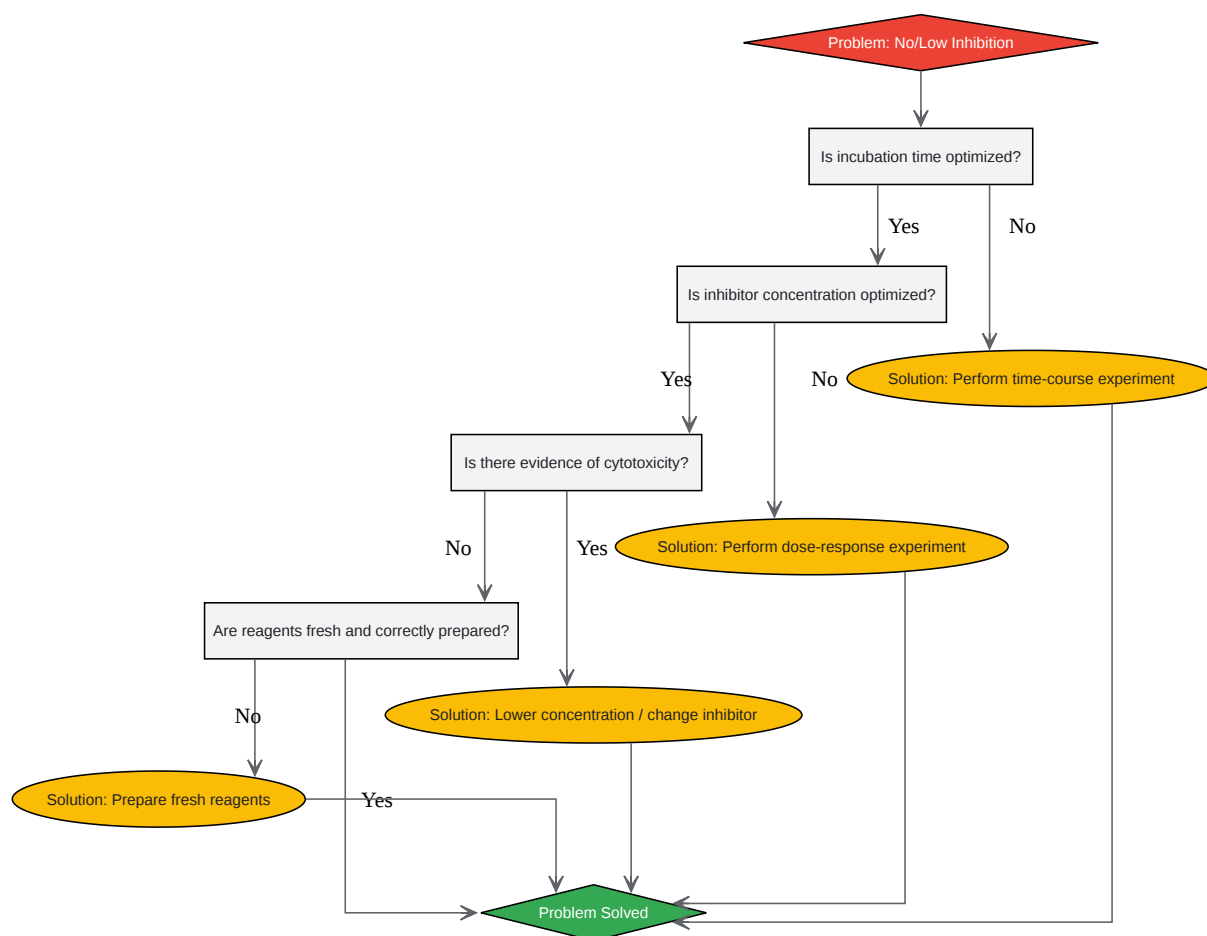 Problem: No/Low Inhibition
Is incubation time optimized?
Yes
No
Is inhibitor concentration optimized?
Yes
No
Solution: Perform time-course experiment
Is there evidence of cytotoxicity?
No
Yes
Solution: Perform dose-response experiment
Are reagents fresh and correctly prepared?
No
Solution: Lower concentration / change inhibitor
Solution: Prepare fresh reagents
Yes
Problem Solved